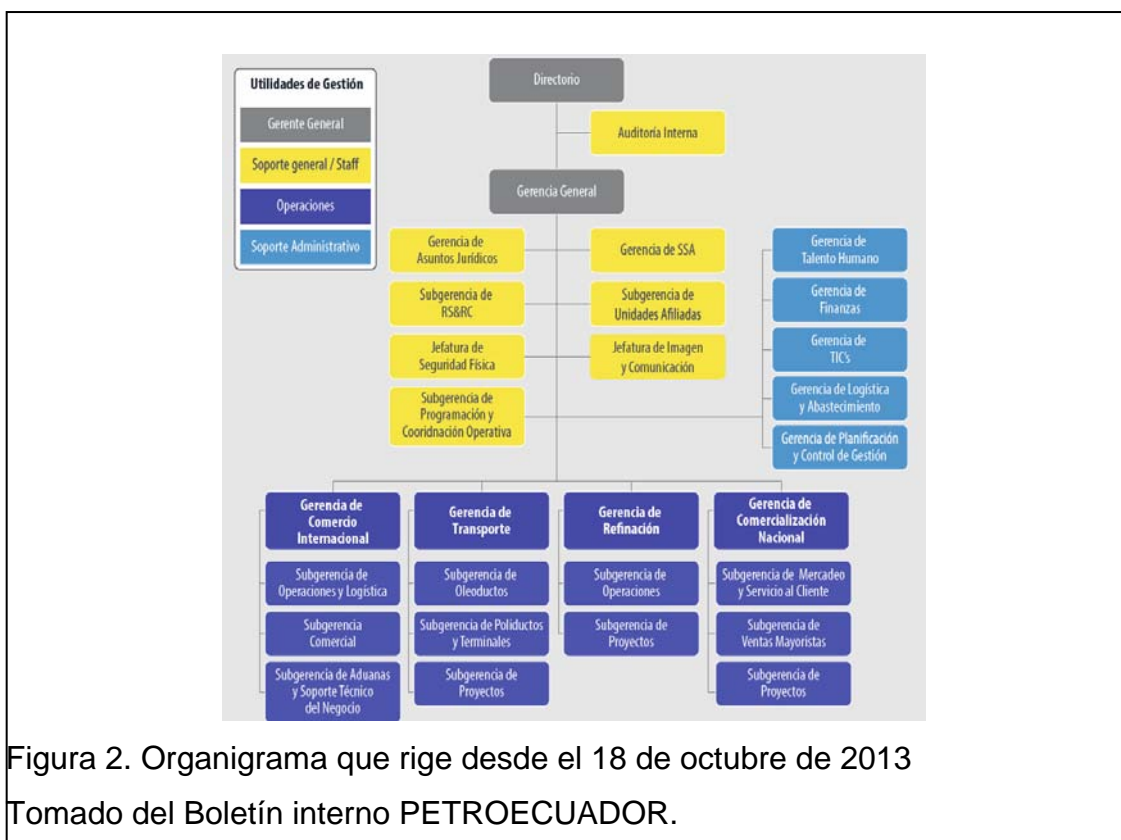 Utilidades de Gestión
Gerente General
Soporte general / Staff
Operaciones
Soporte Administrativo
Directorio
Auditoría Interna
Gerencia General
Gerencia de
Asuntos Jurídicos
Gerencia de SSA
Subgerencia de
RS&RC
Subgerencia de
Unidades Afiliadas
Jefatura de
Seguridad Física
Jefatura de Imagen
y Comunicación
Subgerencia de
Programación y
Cooridnación Operativa
Gerencia de
Talento Humano
Gerencia de
Finanzas
Gerencia de
TIC's
Gerencia de Logística
y Abastecimiento
Gerencia de Planificación
y Control de Gestión
Gerencia de
Comercio
Internacional
Subgerencia de
Operaciones y Logística
Subgerencia
Comercial
Subgerencia de Aduanas
y Soporte Técnico
del Negocio
Gerencia de
Transporte
Subgerencia de
Oleoductos
Subgerencia de Poliductos
y Terminales
Subgerencia de
Proyectos
Gerencia de
Refinación
Subgerencia de
Operaciones
Subgerencia de
Proyectos
Gerencia de
Comercialización
Nacional
Subgerencia de Mercadeo
y Servicio al Cliente
Subgerencia de
Ventas Mayoristas
Subgerencia de
Proyectos
Figura 2. Organigrama que rige desde el 18 de octubre de 2013
Tomado del Boletín interno PETROECUADOR.